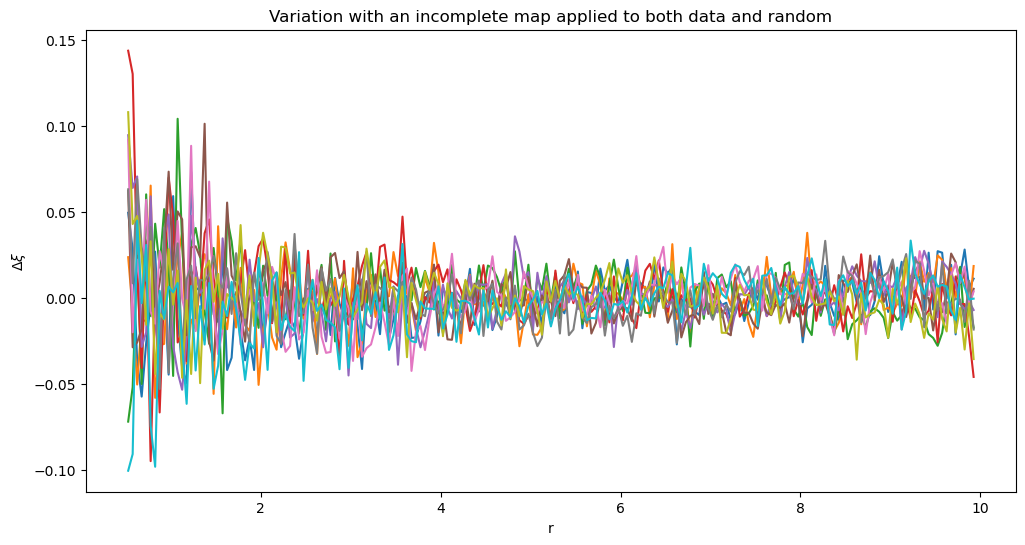 Variation with an incomplete map applied to both data and random
0.15
0.10
0.05
0.00
−0.05
−0.10
Δξ
2 4 6 8 10
r